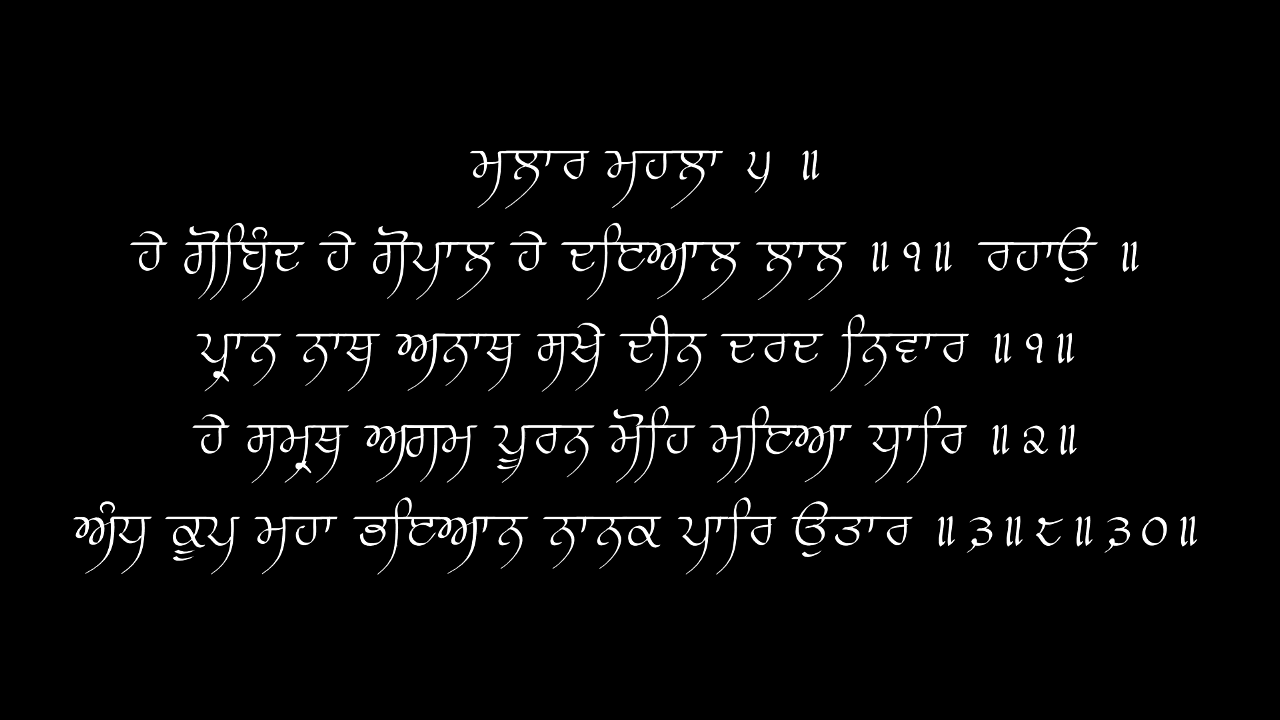 ਮਲਾਰ ਮਹਲਾ ੫ ॥
ਹੇ ਗੋਬਿੰਦ ਹੇ ਗੋਪਾਲ ਹੇ ਦਇਆਲ ਲਾਲ ॥੧॥ ਰਹਾਉ ॥
ਪ੍ਰਾਨ ਨਾਥ ਅਨਾਥ ਸਖੇ ਦੀਨ ਦਰਦ ਨਿਵਾਰ ॥੧॥
ਹੇ ਸਮ੍ਰਥ ਅਗਮ ਪੂਰਨ ਮੋਹਿ ਮਇਆ ਧਾਰਿ ॥੨॥
ਅੰਧ ਕੂਪ ਮਹਾ ਭਇਆਨ ਨਾਨਕ ਪਾਰਿ ਉਤਾਰ ॥੩॥੮॥੩੦॥